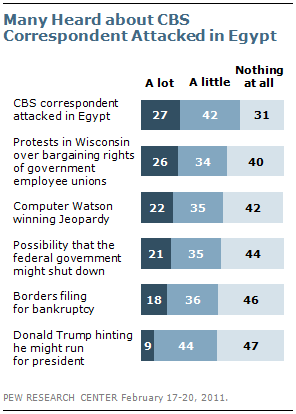 Many Heard about CBS
Correspondent Attacked in Egypt
A lot A little Nothing
at all
CBS correspondent
attacked in Egypt 27 42 31
Protests in Wisconsin
over bargaining rights
of government
employee unions 26 34 40
Computer Watson
winning Jeopardy 22 35 42
Possibility that the
federal government
might shut down 21 35 44
Borders filing
for bankruptcy 18 36 46
Donald Trump hinting
he might run
for president 9 44 47
PEW RESEARCH CENTER February 17-20, 2011.